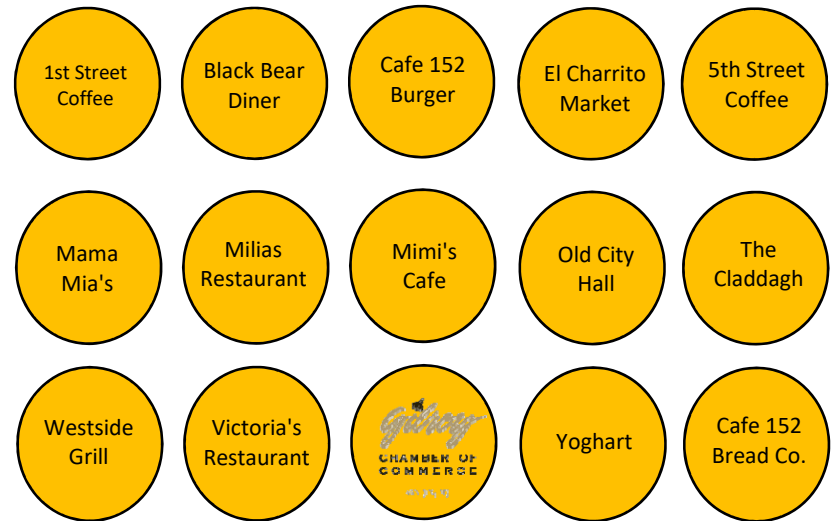 1st Street
Coffee
Black Bear
Diner
Cafe 152
Burger
El Charrito
Market
5th Street
Coffee
Mama
Mia's
Milias
Restaurant
Mimi's
Cafe
Old City
Hall
The
Claddagh
Westside
Grill
Victoria's
Restaurant
Gilroy
CHAMBER OF
COMMERCE
Yoghart
Cafe 152
Bread Co.